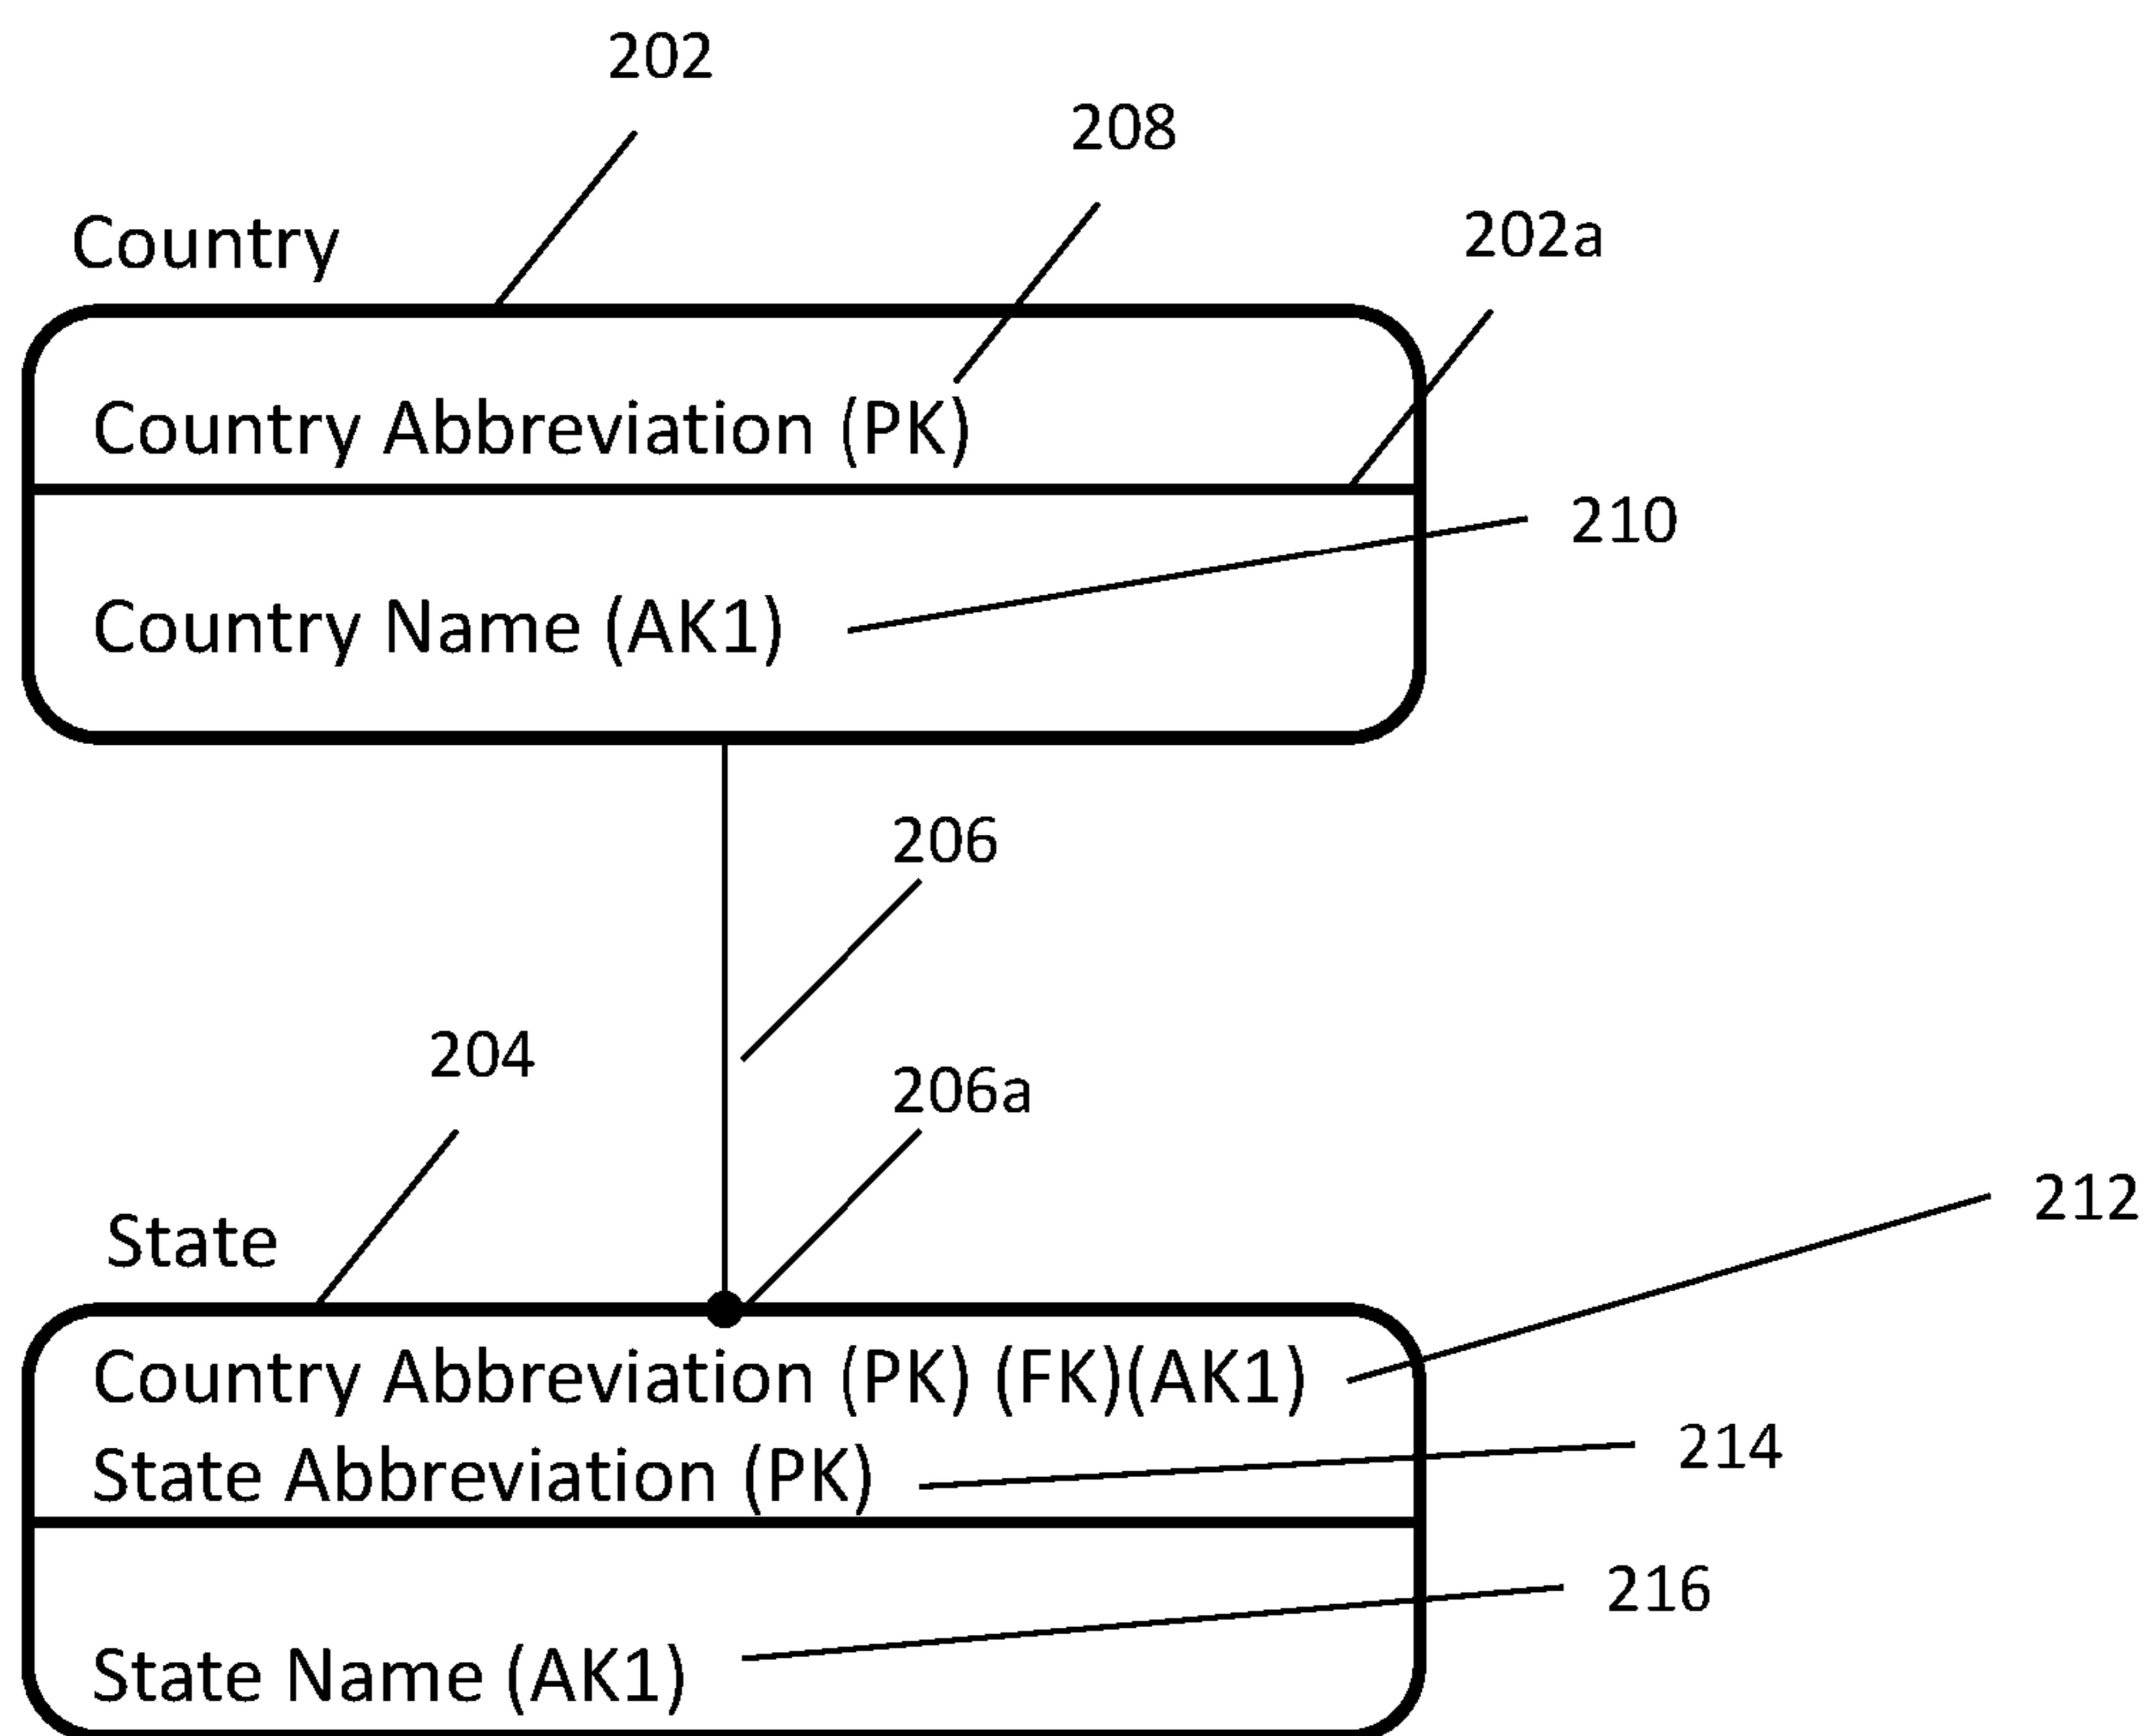 202
208
202a
Country
Country Abbreviation (PK)
210
Country Name (AK1)
206
204
206a
212
State
Country Abbreviation (PK) (FK)(AK1)
214
State Abbreviation (PK)
216
State Name (AK1)